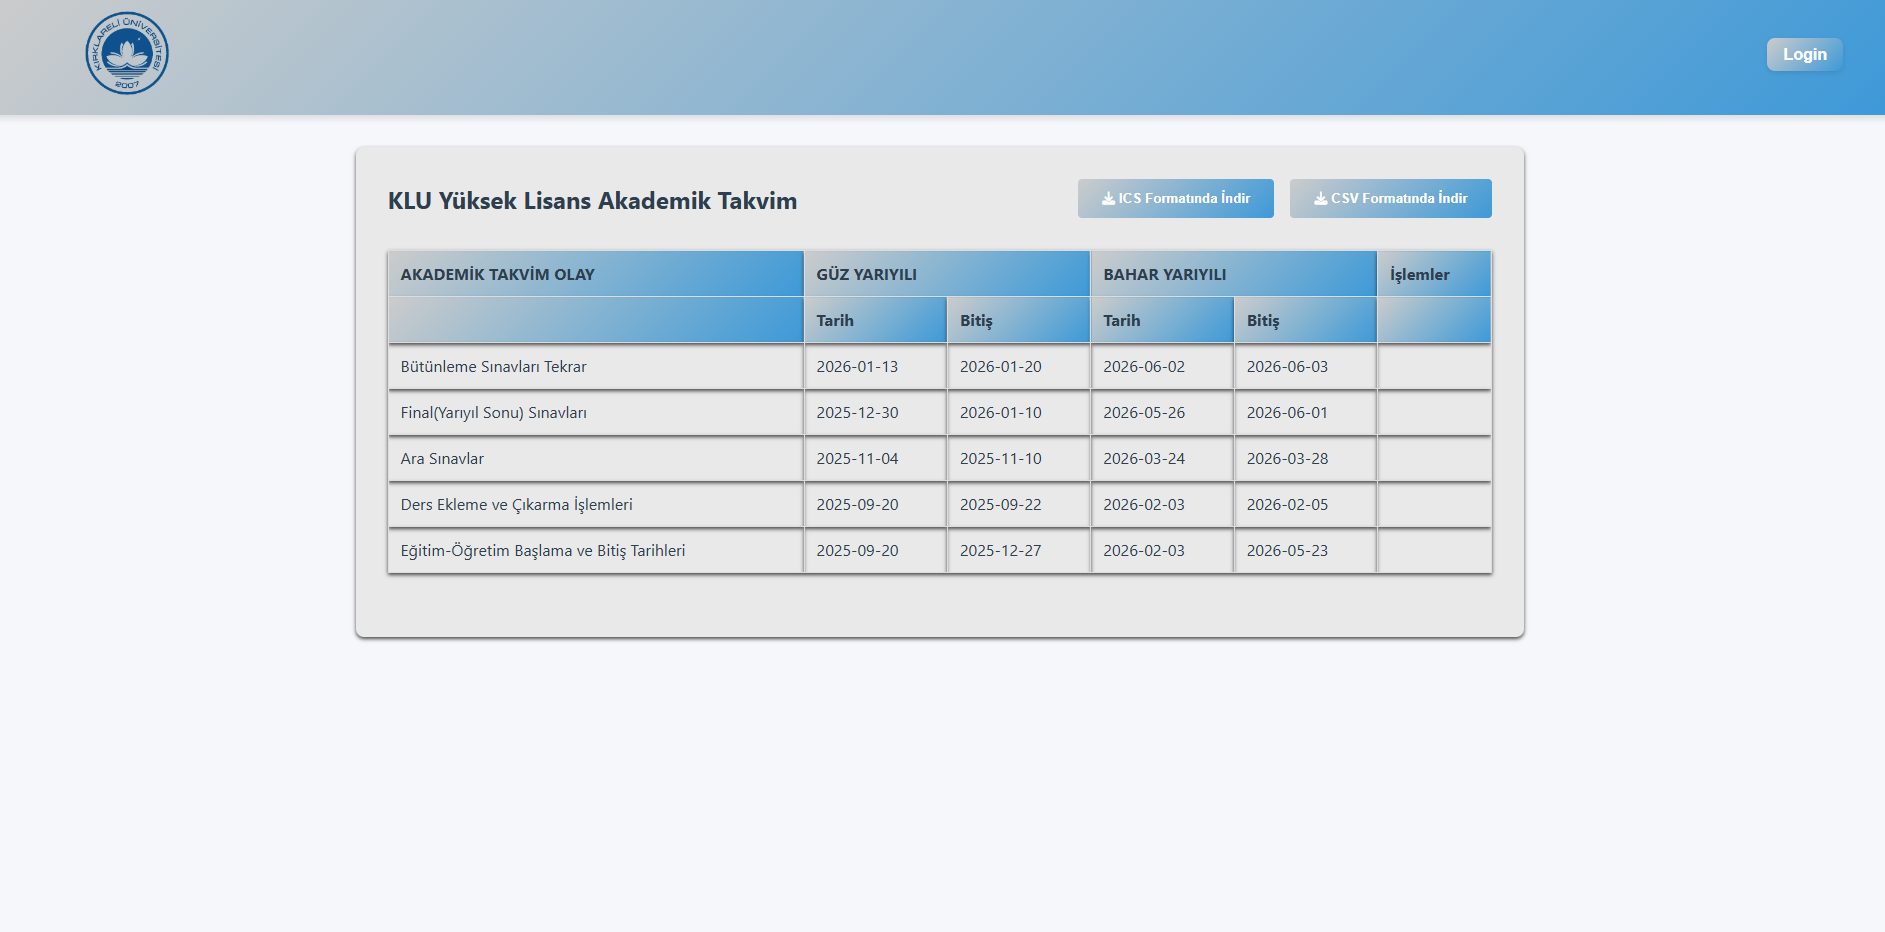 KIRKLARELİ ÜNİVERSİTESİ
2007
Login
KLU Yüksek Lisans Akademik Takvim
ICS Formatında İndir
CSV Formatında İndir
AKADEMİK TAKVİM OLAY GÜZ YARIYILI BAHAR YARIYILI İşlemler
Tarih Bitiş Tarih Bitiş
Bütünleme Sınavları Tekrar 2026-01-13 2026-01-20 2026-06-02 2026-06-03
Final(Yarıyıl Sonu) Sınavları 2025-12-30 2026-01-10 2026-05-26 2026-06-01
Ara Sınavlar 2025-11-04 2025-11-10 2026-03-24 2026-03-28
Ders Ekleme ve Çıkarma İşlemleri 2025-09-20 2025-09-22 2026-02-03 2026-02-05
Eğitim-Öğretim Başlama ve Bitiş Tarihleri 2025-09-20 2025-12-27 2026-02-03 2026-05-23